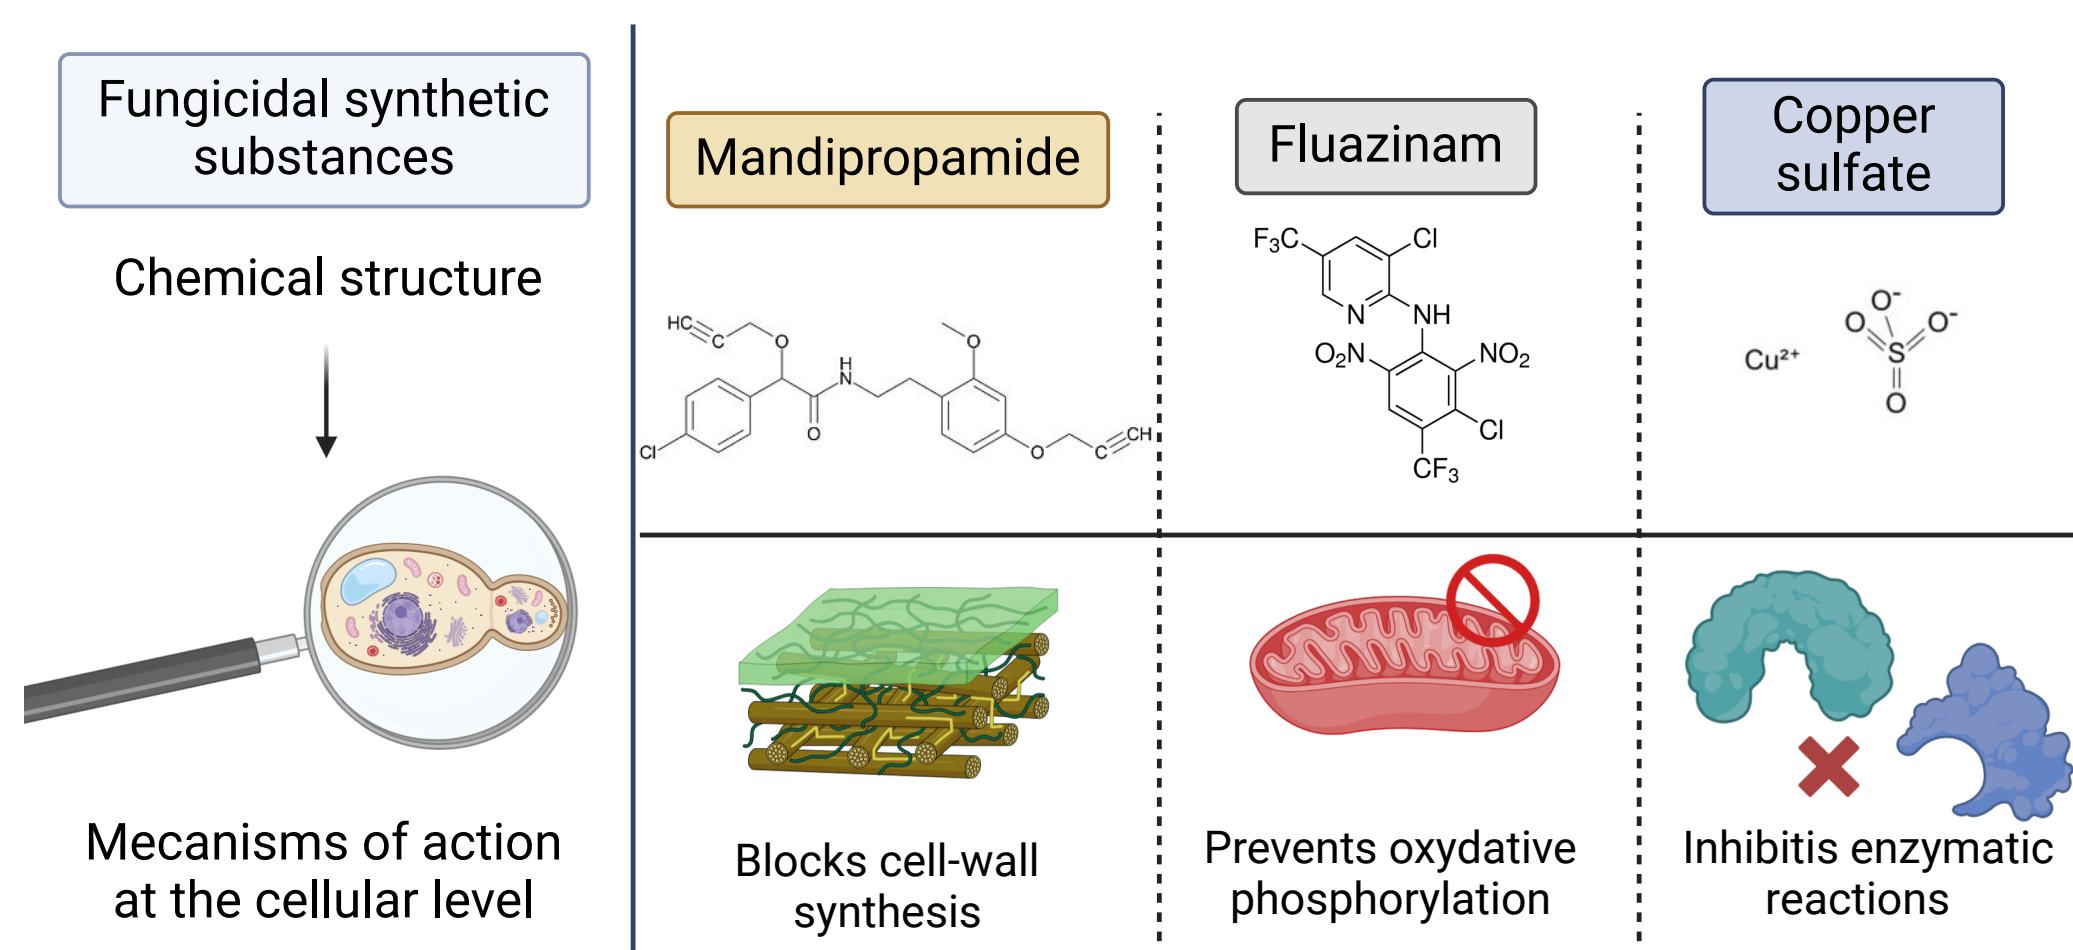 Fungicidal synthetic
substances
Chemical structure
Mecanisms of action
at the cellular level
Mandipropamide
HC
C
O
H
N
O
Cl
O
O
C
CH
Blocks cell-wall
synthesis
Fluazinam
F3C
Cl
N
NH
O2N
NO2
Cl
CF3
Prevents oxydative
phosphorylation
Copper
sulfate
Cu²⁺
O⁻
O
O⁻
S
O
Inhibitis enzymatic
reactions